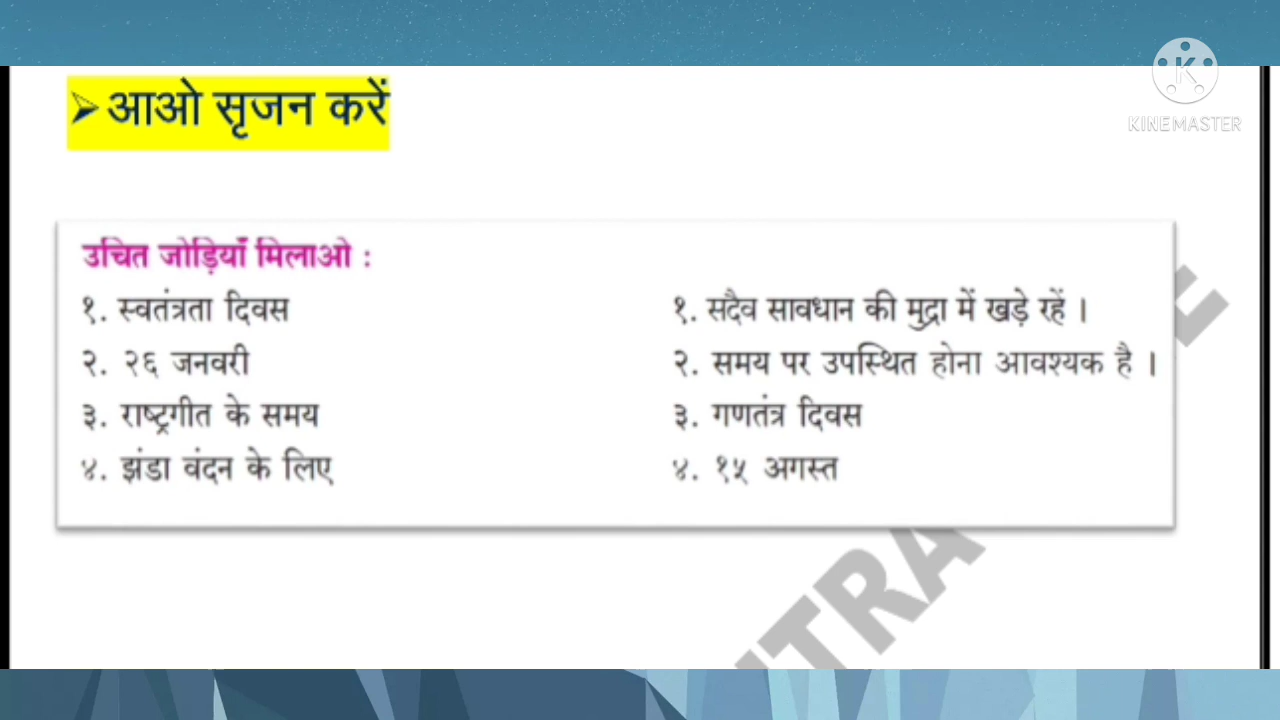 ➢आओ सृजन करें
KINEMASTER
उचित जोड़ियाँ मिलाओ :
१. स्वतंत्रता दिवस १. सदैव सावधान की मुद्रा में खड़े रहें ।
२. २६ जनवरी २. समय पर उपस्थित होना आवश्यक है ।
३. राष्ट्रगीत के समय ३. गणतंत्र दिवस
४. झंडा वंदन के लिए ४. १५ अगस्त